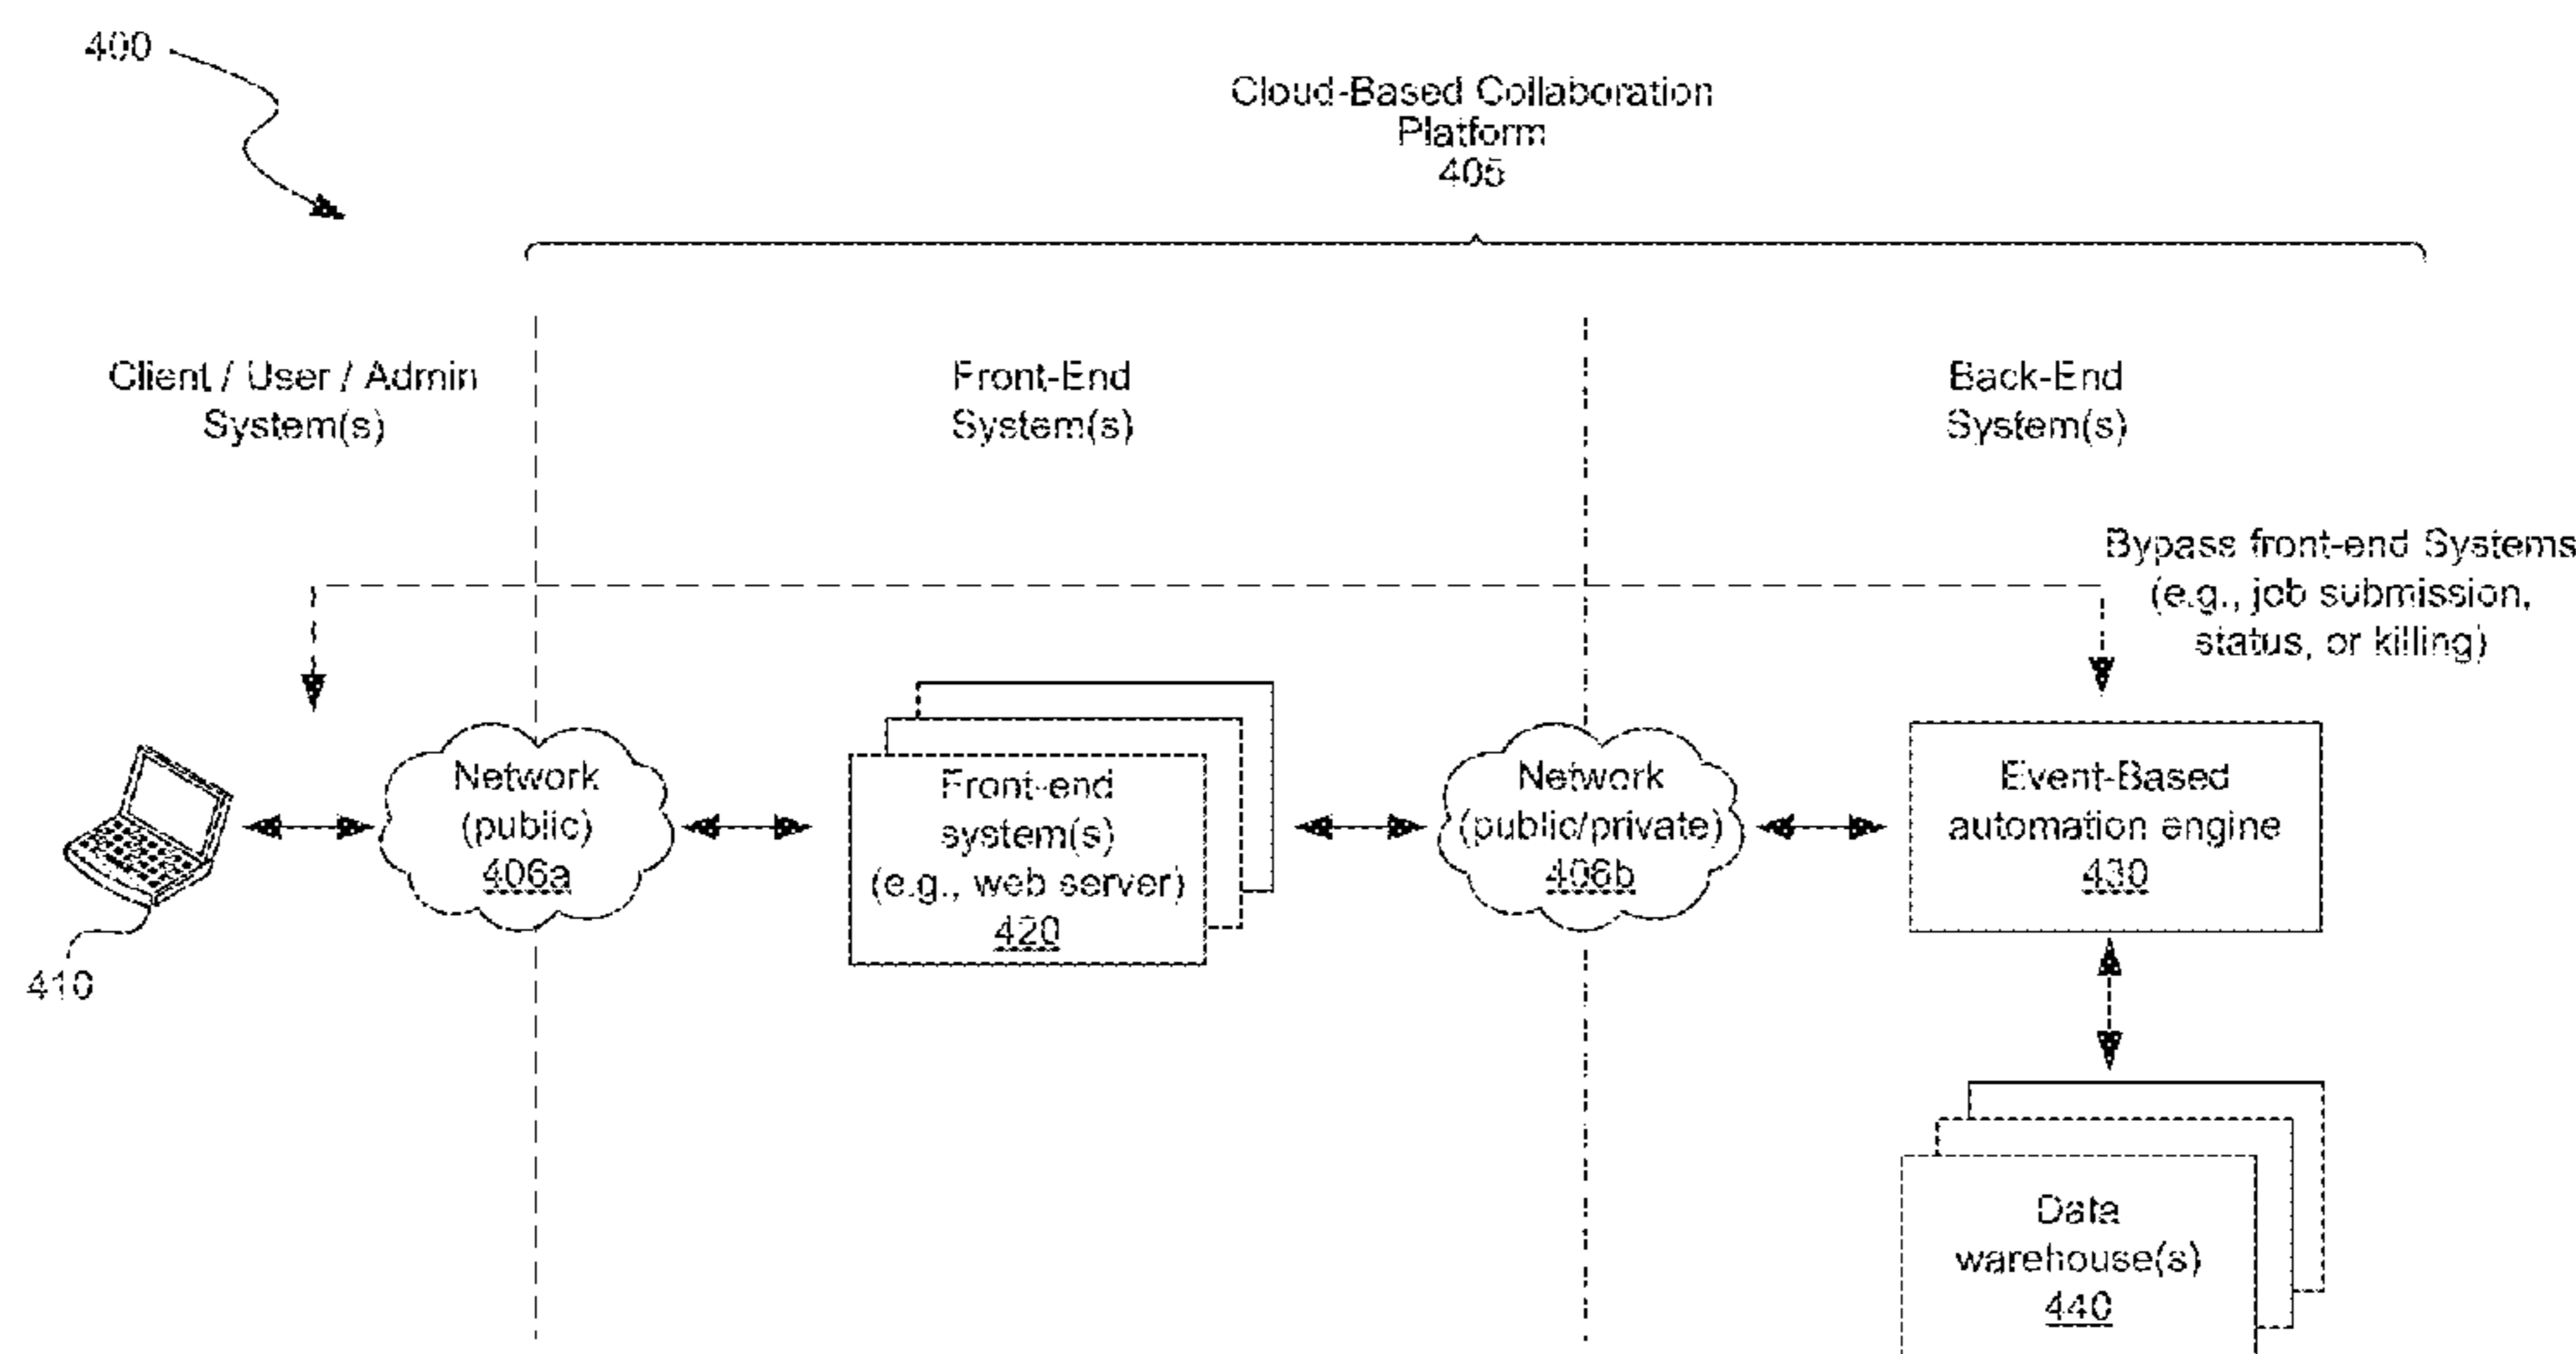 400
Cloud-Based Collaboration
Platform
405
Client / User / Admin
System(s)
Front-End
System(s)
Back-End
System(s)
Bypass front-end Systems
(e.g., job submission,
status, or killing)
Network
(public)
406a
Front-end
system(s)
(e.g., web server)
420
Network
(public/private)
406b
Event-Based
automation engine
430
410
Data
warehouse(s)
440